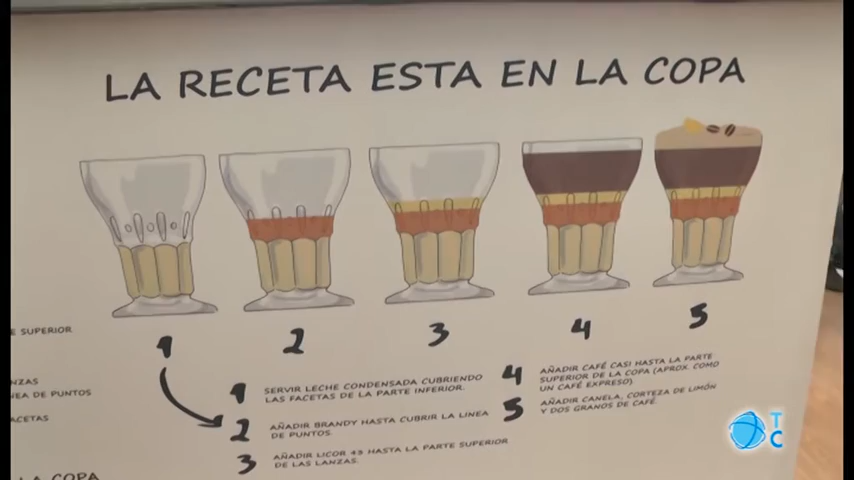 LA RECETA ESTA EN LA COPA
1 2 3 4 5
SUPERIOR
NZAS
NEA DE PUNTOS
ACETAS
LA COPA
1 SERVIR LECHE CONDENSADA CUBRIENDO
LAS FACETAS DE LA PARTE INFERIOR.
2 AÑADIR BRANDY HASTA CUBRIR LA LINEA
DE PUNTOS.
3 AÑADIR LICOR 43 HASTA LA PARTE SUPERIOR
DE LAS LANZAS.
4 AÑADIR CAFÉ CASI HASTA LA PARTE
SUPERIOR DE LA COPA (APROX. COMO
UN CAFÉ EXPRESO)
5 AÑADIR CANELA, CORTEZA DE LIMÓN
Y DOS GRANOS DE CAFÉ.
TC